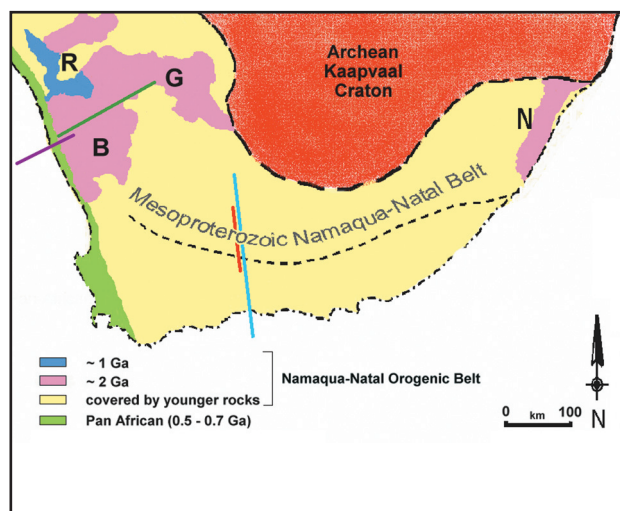 Archean
Kaapvaal
Craton
R
G
B
N
Mesoproterozoic Namaqua-Natal Belt
~ 1 Ga
~ 2 Ga
Namaqua-Natal Orogenic Belt
covered by younger rocks
Pan African (0.5 - 0.7 Ga)
0 km 100
N